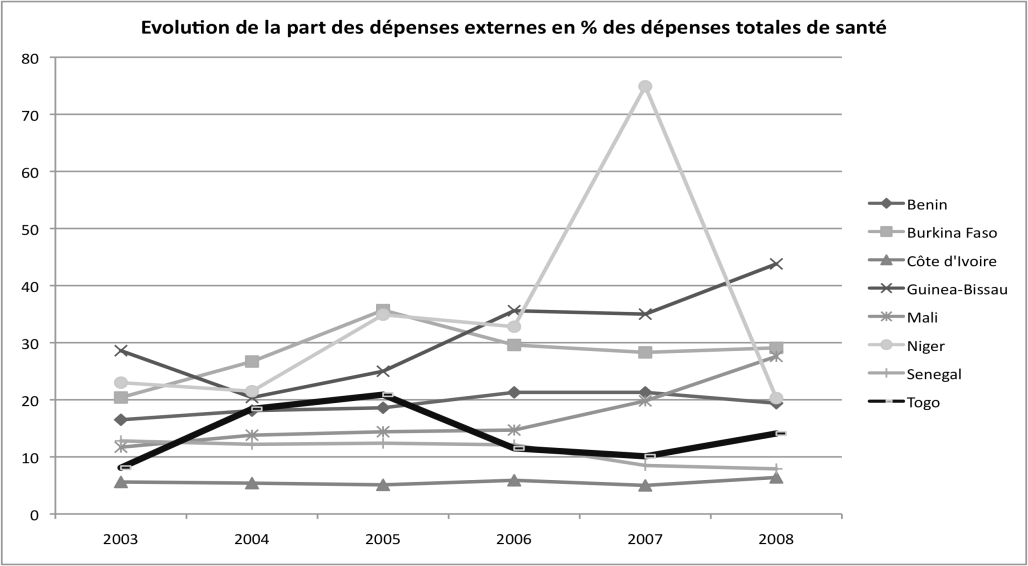 Evolution de la part des dépenses externes en % des dépenses totales de santé
80
70
60
50
40
30
20
10
0
2003 2004 2005 2006 2007 2008
Benin
Burkina Faso
Côte d'Ivoire
Guinea-Bissau
Mali
Niger
Senegal
Togo